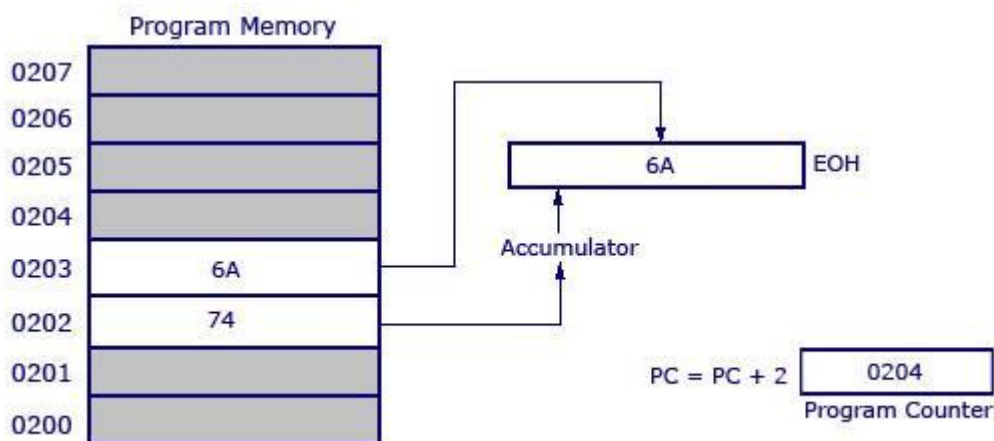 Program Memory
0207
0206
0205
6A EOH
0204
Accumulator
0203 6A
0202 74
0201
PC = PC + 2 0204
0200
Program Counter